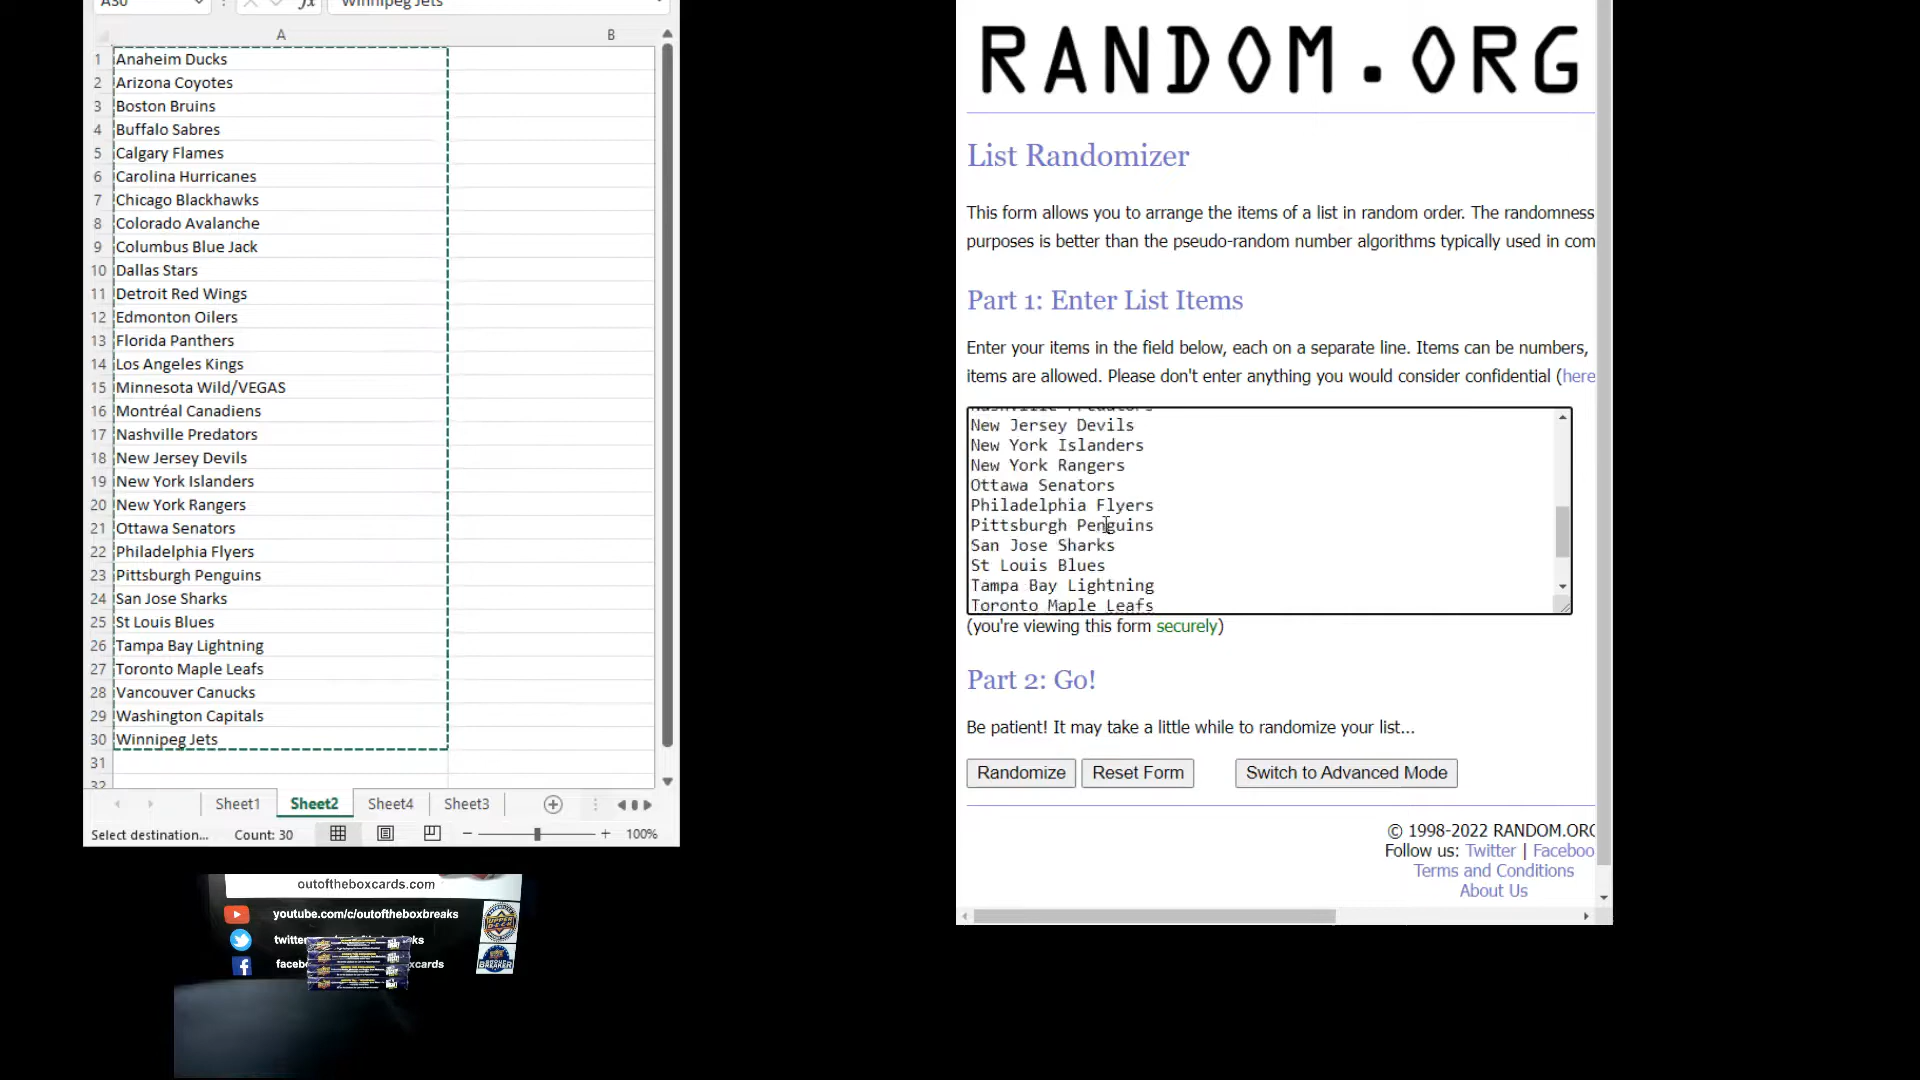 A30
fx
Winnipeg Jets
A
B
1 Anaheim Ducks
2 Arizona Coyotes
3 Boston Bruins
4 Buffalo Sabres
5 Calgary Flames
6 Carolina Hurricanes
7 Chicago Blackhawks
8 Colorado Avalanche
9 Columbus Blue Jack
10 Dallas Stars
11 Detroit Red Wings
12 Edmonton Oilers
13 Florida Panthers
14 Los Angeles Kings
15 Minnesota Wild/VEGAS
16 Montréal Canadiens
17 Nashville Predators
18 New Jersey Devils
19 New York Islanders
20 New York Rangers
21 Ottawa Senators
22 Philadelphia Flyers
23 Pittsburgh Penguins
24 San Jose Sharks
25 St Louis Blues
26 Tampa Bay Lightning
27 Toronto Maple Leafs
28 Vancouver Canucks
29 Washington Capitals
30 Winnipeg Jets
31
32
Sheet1 Sheet2 Sheet4 Sheet3
Select destination... Count: 30 100%
outoftheboxcards.com
youtube.com/c/outoftheboxbreaks
RANDOM.ORG
List Randomizer
This form allows you to arrange the items of a list in random order. The randomness
purposes is better than the pseudo-random number algorithms typically used in com
Part 1: Enter List Items
Enter your items in the field below, each on a separate line. Items can be numbers,
items are allowed. Please don't enter anything you would consider confidential (here
Nashville Predators
New Jersey Devils
New York Islanders
New York Rangers
Ottawa Senators
Philadelphia Flyers
Pittsburgh Penguins
San Jose Sharks
St Louis Blues
Tampa Bay Lightning
Toronto Maple Leafs
(you're viewing this form securely)
Part 2: Go!
Be patient! It may take a little while to randomize your list...
Randomize Reset Form Switch to Advanced Mode
© 1998-2022 RANDOM.ORG
Follow us: Twitter | Faceboo
Terms and Conditions
About Us